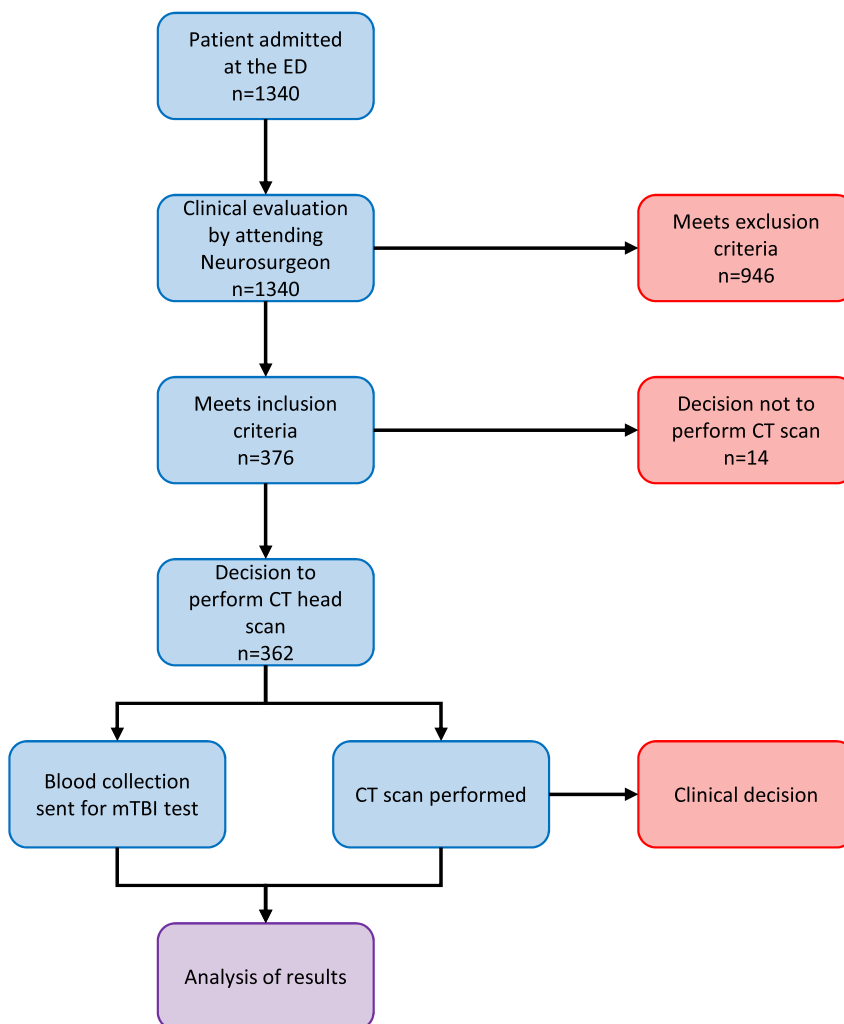 Patient admitted
at the ED
n=1340
Clinical evaluation
by attending
Neurosurgeon
n=1340
Meets exclusion
criteria
n=946
Meets inclusion
criteria
n=376
Decision not to
perform CT scan
n=14
Decision to
perform CT head
scan
n=362
Blood collection
sent for mTBI test
CT scan performed
Clinical decision
Analysis of results